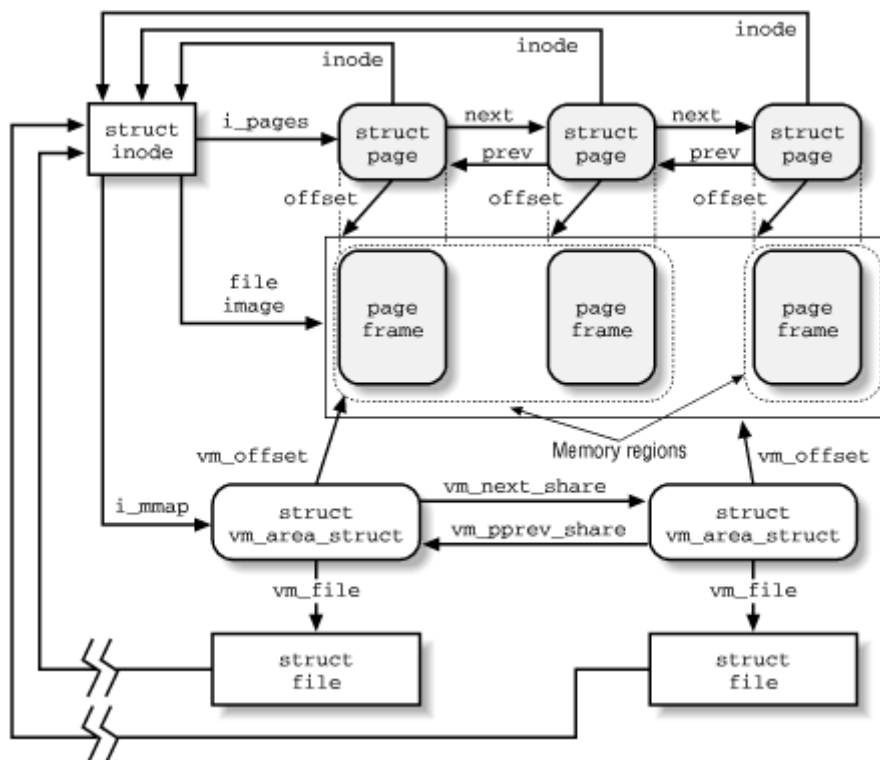 inode
inode
inode
struct
inode
i_pages
struct
page
next
prev
struct
page
next
prev
struct
page
offset
offset
offset
file
image
page
frame
page
frame
page
frame
Memory regions
vm_offset
vm_offset
i_mmap
struct
vm_area_struct
vm_next_share
vm_pprev_share
struct
vm_area_struct
vm_file
vm_file
struct
file
struct
file